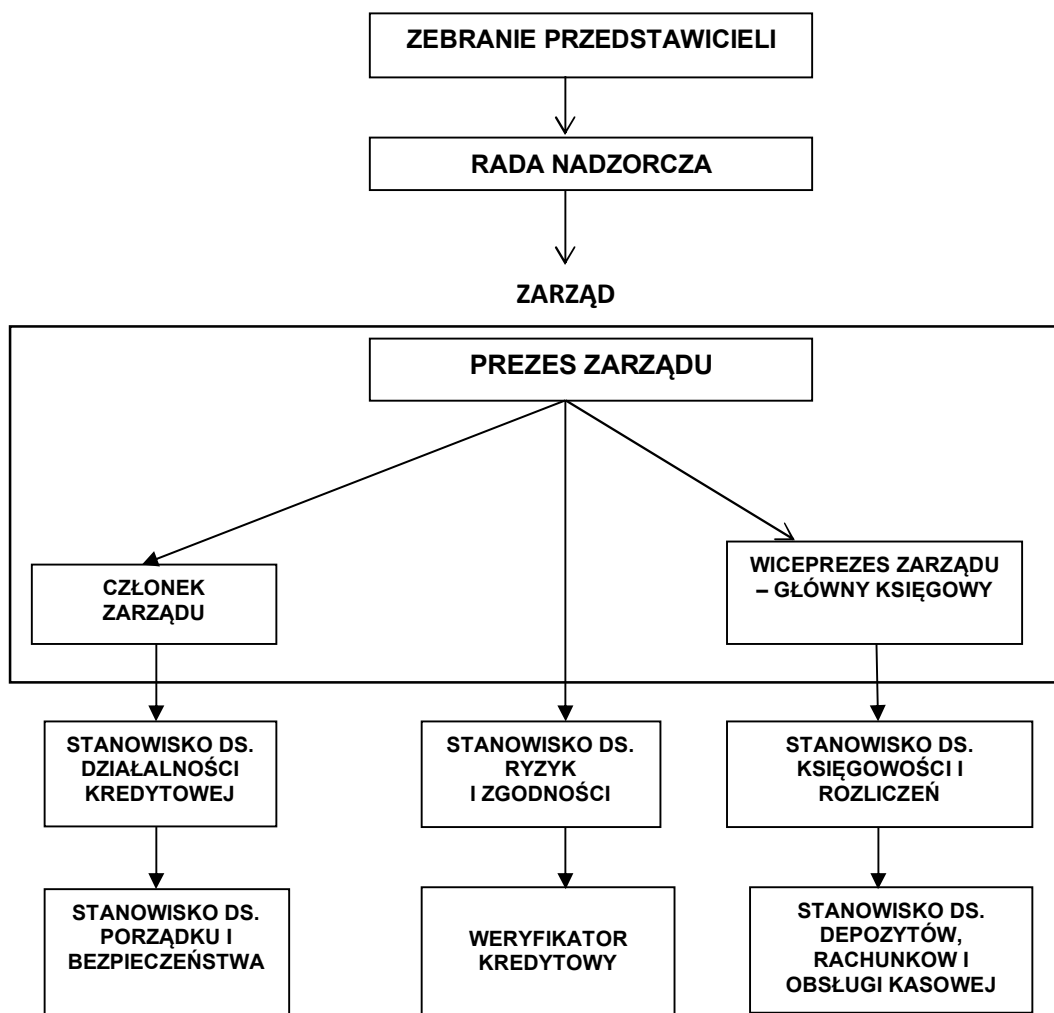 ZEBRANIE PRZEDSTAWICIELI
RADA NADZORCZA
ZARZĄD
PREZES ZARZĄDU
CZŁONEK
ZARZĄDU
WICEPREZES ZARZĄDU
– GŁÓWNY KSIĘGOWY
STANOWISKO DS.
DZIAŁALNOŚCI
KREDYTOWEJ
STANOWISKO DS.
RYZYK
I ZGODNOŚCI
STANOWISKO DS.
KSIĘGOWOŚCI I
ROZLICZEŃ
STANOWISKO DS.
PORZĄDKU I
BEZPIECZEŃSTWA
WERYFIKATOR
KREDYTOWY
STANOWISKO DS.
DEPOZYTÓW,
RACHUNKOW I
OBSŁUGI KASOWEJ